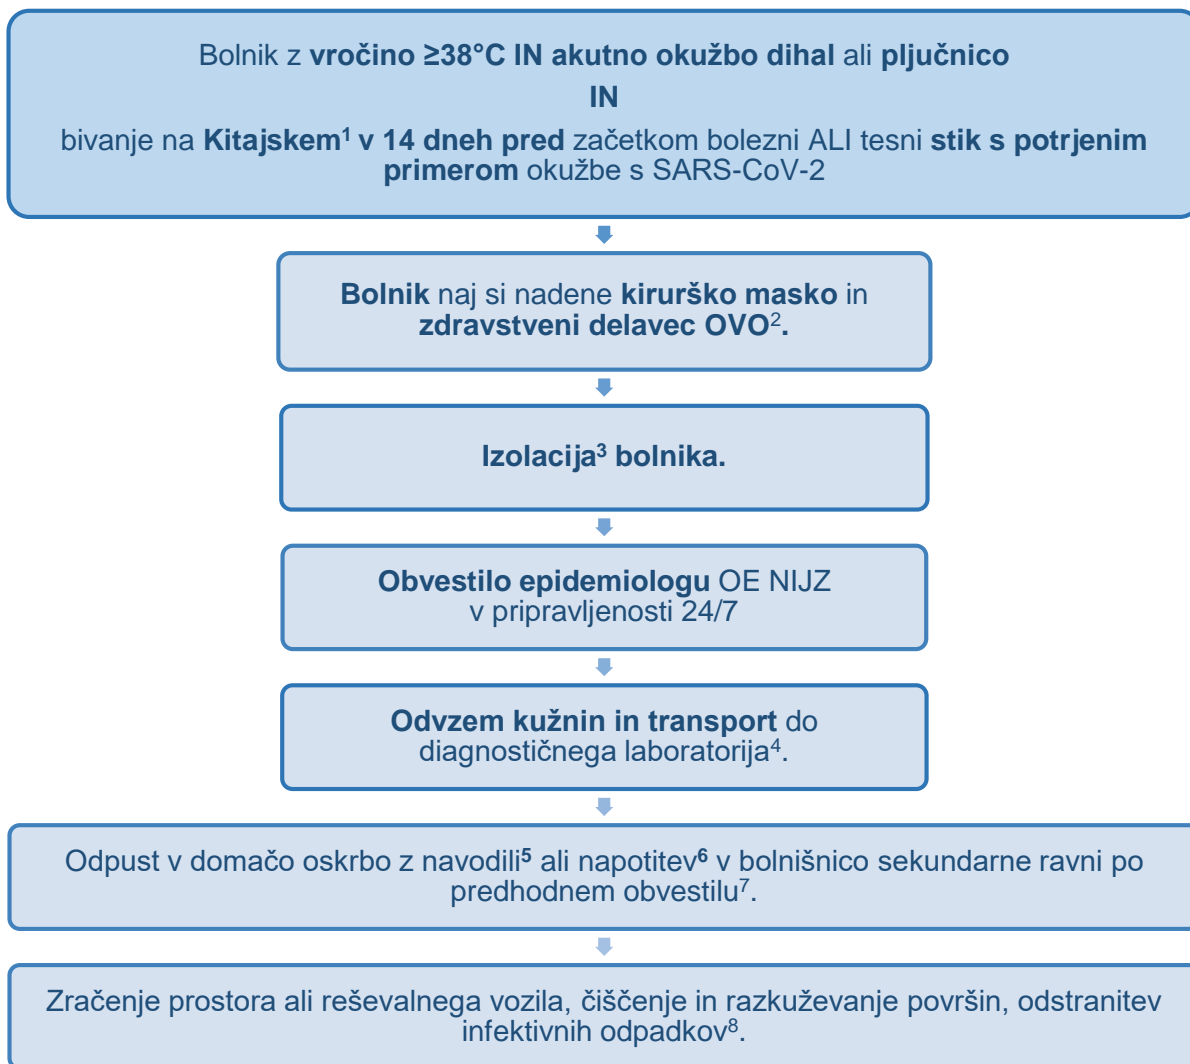 Bolnik z vročino ≥38°C IN akutno okužbo dihal ali pljučnico
IN
bivanje na Kitajskem¹ v 14 dneh pred začetkom bolezni ALI tesni stik s potrjenim
primerom okužbe s SARS-CoV-2
Bolnik naj si nadene kirurško masko in
zdravstveni delavec OVO².
Izolacija³ bolnika.
Obvestilo epidemiologu OE NIJZ
v pripravljenosti 24/7
Odvzem kužnin in transport do
diagnostičnega laboratorija⁴.
Odpust v domačo oskrbo z navodili⁵ ali napotitev⁶ v bolnišnico sekundarne ravni po
predhodnem obvestilu⁷.
Zračenje prostora ali reševalnega vozila, čiščenje in razkuževanje površin, odstranitev
infektivnih odpadkov⁸.